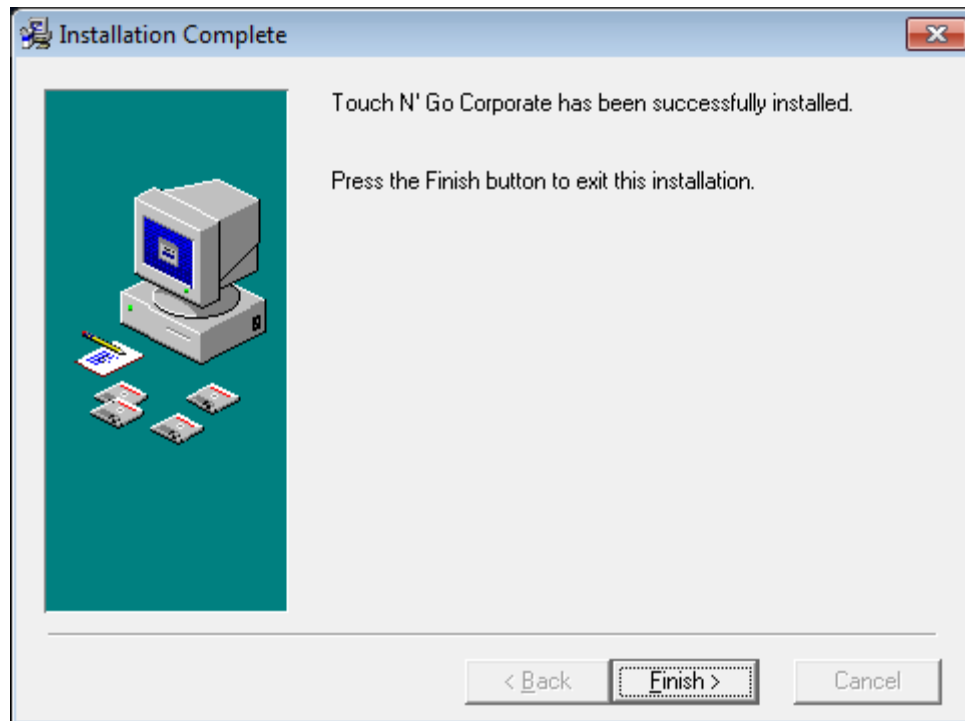 Installation Complete
Touch N' Go Corporate has been successfully installed.
Press the Finish button to exit this installation.
< Back
Finish >
Cancel